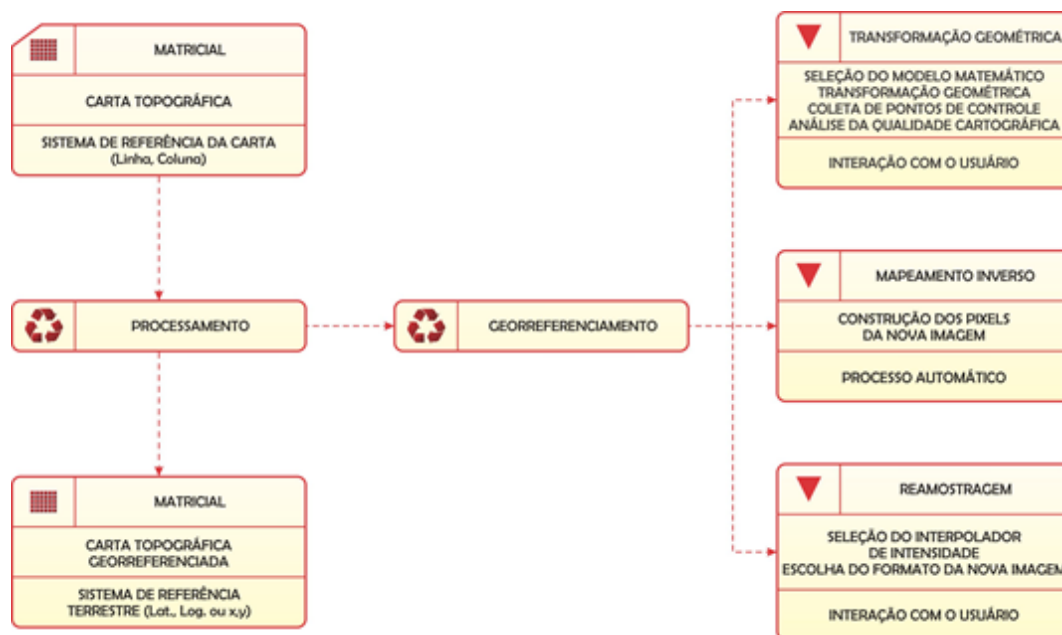 MATRICIAL
CARTA TOPOGRÁFICA
SISTEMA DE REFERÊNCIA DA CARTA
(Linha, Coluna)
PROCESSAMENTO
MATRICIAL
CARTA TOPOGRÁFICA
GEORREFERENCIADA
SISTEMA DE REFERÊNCIA
TERRESTRE (Lat., Log. ou x,y)
GEORREFERENCIAMENTO
TRANSFORMAÇÃO GEOMÉTRICA
SELEÇÃO DO MODELO MATEMÁTICO
TRANSFORMAÇÃO GEOMÉTRICA
COLETA DE PONTOS DE CONTROLE
ANÁLISE DA QUALIDADE CARTOGRÁFICA
INTERAÇÃO COM O USUÁRIO
MAPEAMENTO INVERSO
CONSTRUÇÃO DOS PIXELS
DA NOVA IMAGEM
PROCESSO AUTOMÁTICO
REAMOSTRAGEM
SELEÇÃO DO INTERPOLADOR
DE INTENSIDADE
ESCOLHA DO FORMATO DA NOVA IMAGEM
INTERAÇÃO COM O USUÁRIO